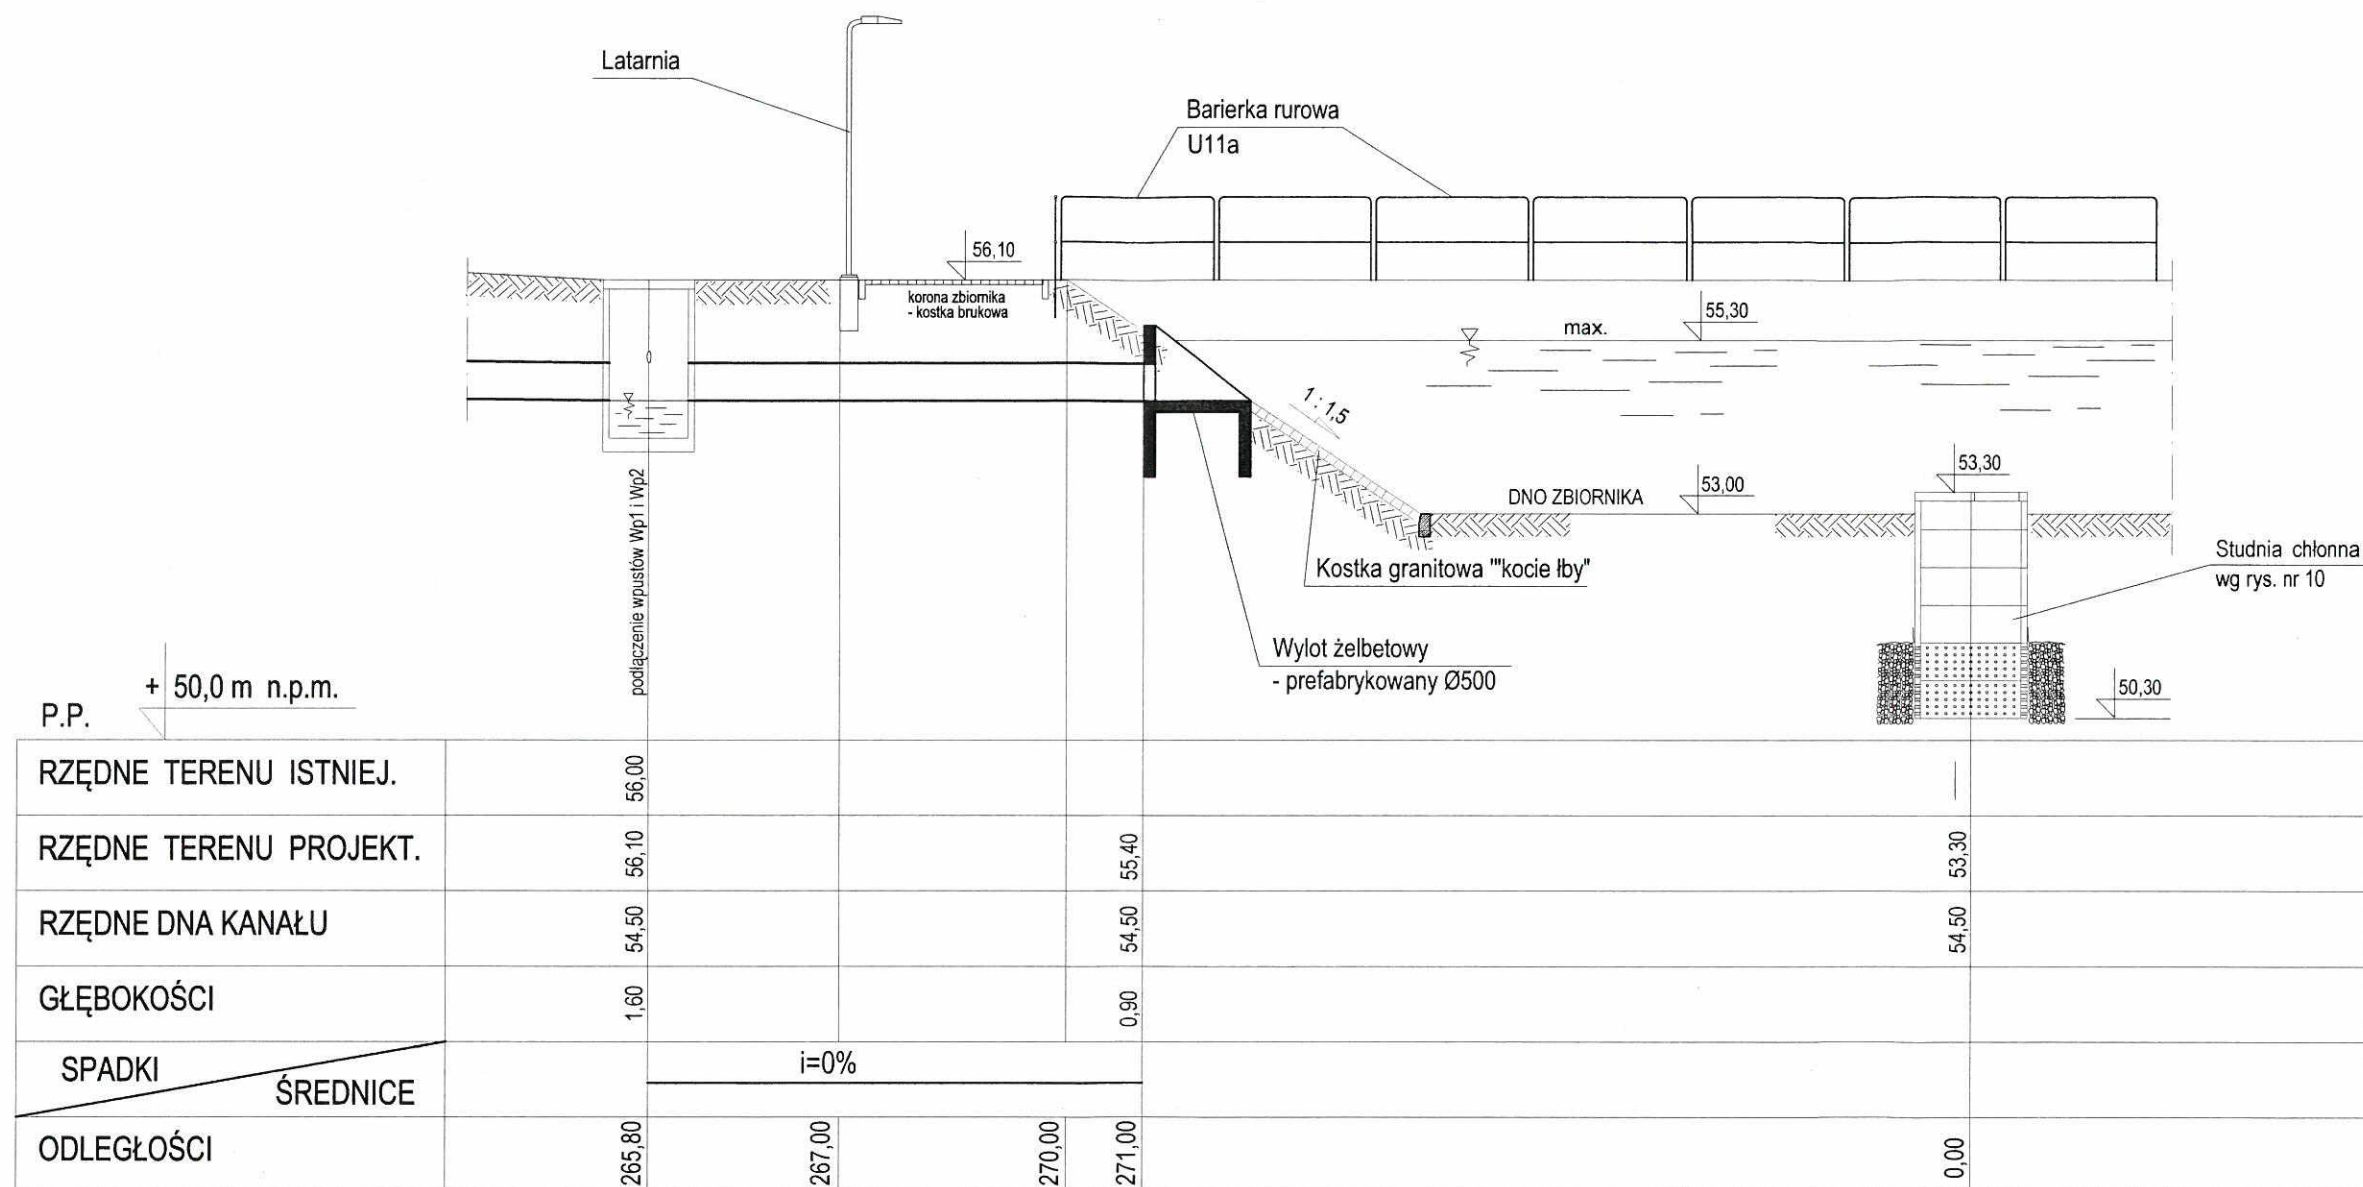 Latarnia
Barierka rurowa
U11a
56,10
korona zbiornika
- kostka brukowa
max.
55,30
1 : 1,5
53,30
DNO ZBIORNIKA
53,00
Kostka granitowa '"kocie łby"
Studnia chłonna
wg rys. nr 10
Wylot żelbetowy
- prefabrykowany Ø500
50,30
podłączenie wpustów Wp1 i Wp2
+ 50,0 m n.p.m.
P.P.
RZĘDNE TERENU ISTNIEJ. 56,00 —
RZĘDNE TERENU PROJEKT. 56,10 55,40 53,30
RZĘDNE DNA KANAŁU 54,50 54,50 54,50
GŁĘBOKOŚCI 1,60 0,90
SPADKI i=0%
ŚREDNICE
ODLEGŁOŚCI 265,80 267,00 270,00 271,00 0,00